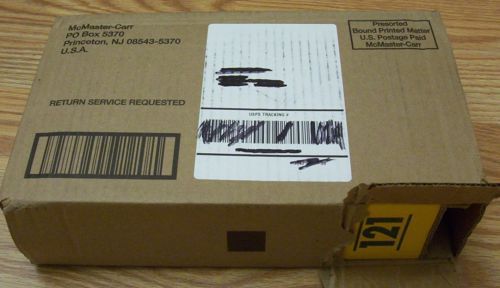 McMaster-Carr
PO Box 5370
Princeton, NJ 08543-5370
U.S.A.
RETURN SERVICE REQUESTED
USPS TRACKING #
Presorted
Bound Printed Matter
U.S. Postage Paid
McMaster-Carr
121